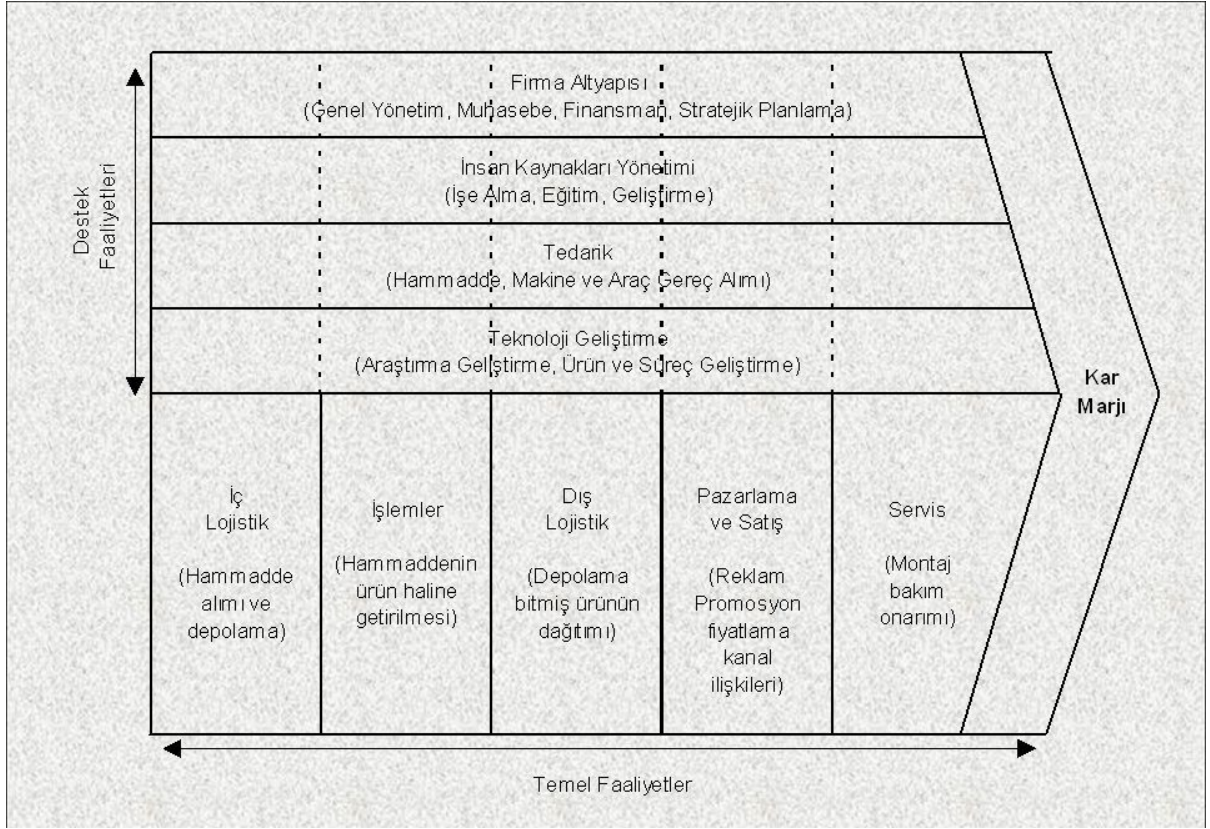 Destek
Faaliyetleri
Firma Altyapısı
(Genel Yönetim, Muhasebe, Finansman, Stratejik Planlama)
İnsan Kaynakları Yönetimi
(İşe Alma, Eğitim, Geliştirme)
Tedarik
(Hammadde, Makine ve Araç Gereç Alımı)
Teknoloji Geliştirme
(Araştırma Geliştirme, Ürün ve Süreç Geliştirme)
Kar
Marjı
İç
Lojistik
(Hammadde
alımı ve
depolama)
İşlemler
(Hammaddenin
ürün haline
getirilmesi)
Dış
Lojistik
(Depolama
bitmiş ürünün
dağıtımı)
Pazarlama
ve Satış
(Reklam
Promosyon
fiyatlama
kanal
ilişkileri)
Servis
(Montaj
bakım
onarımı)
Temel Faaliyetler